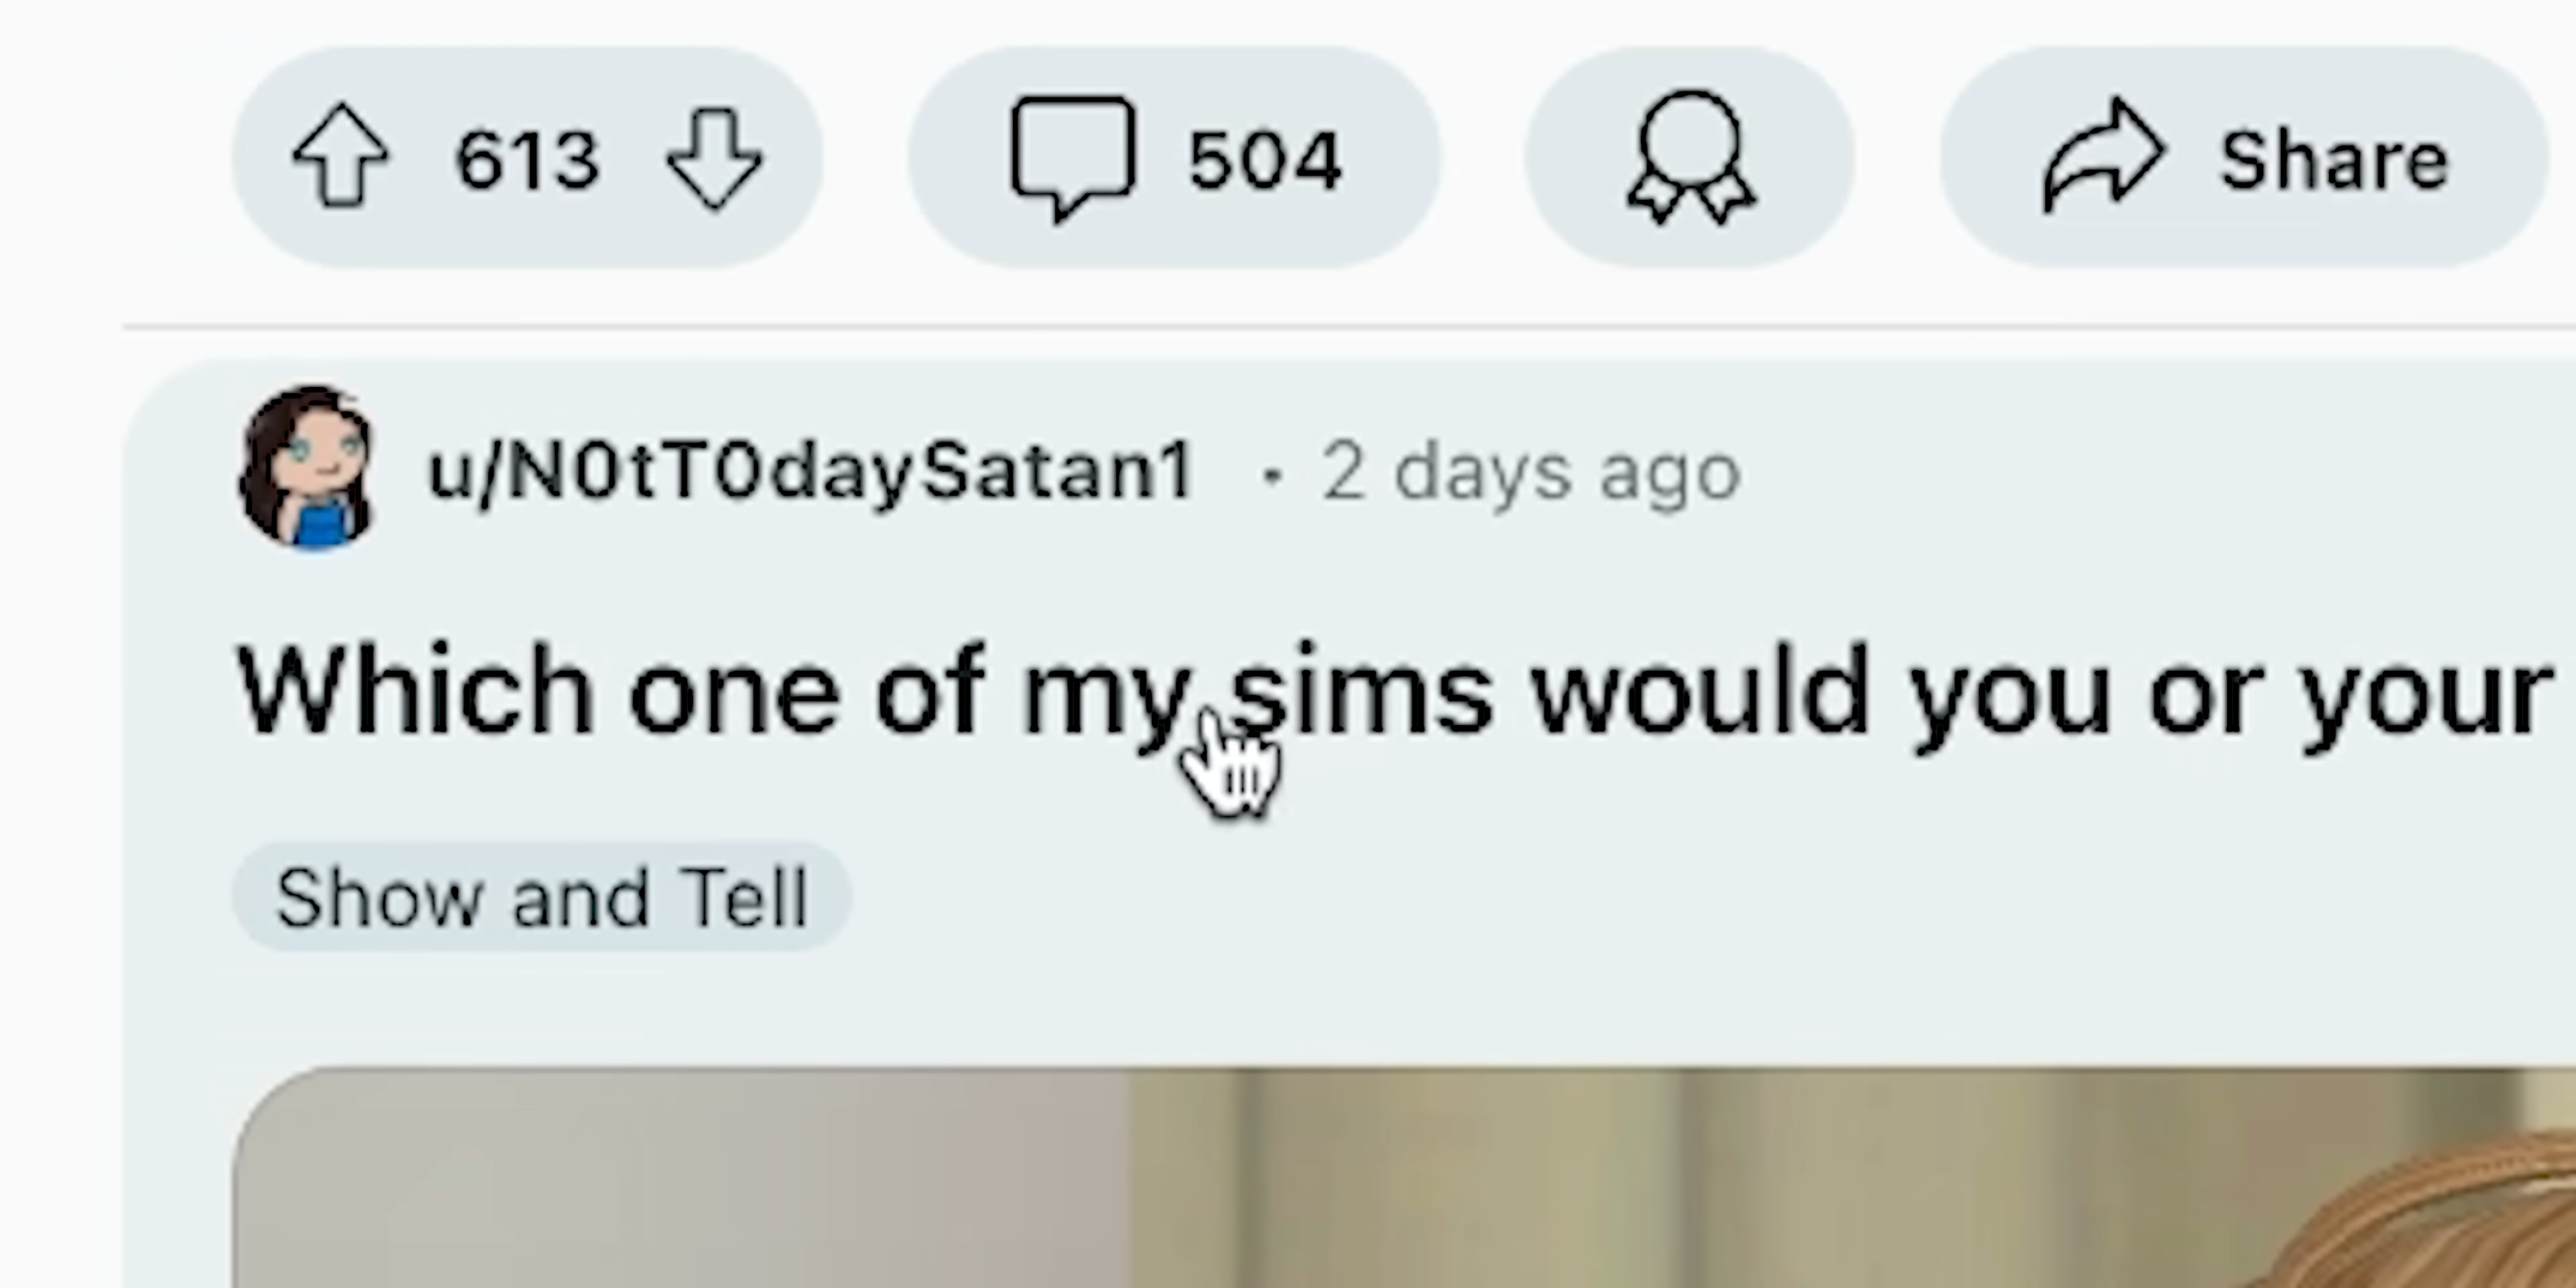 613 504 Share
u/N0tT0daySatan1 · 2 days ago
Which one of my sims would you or your
Show and Tell